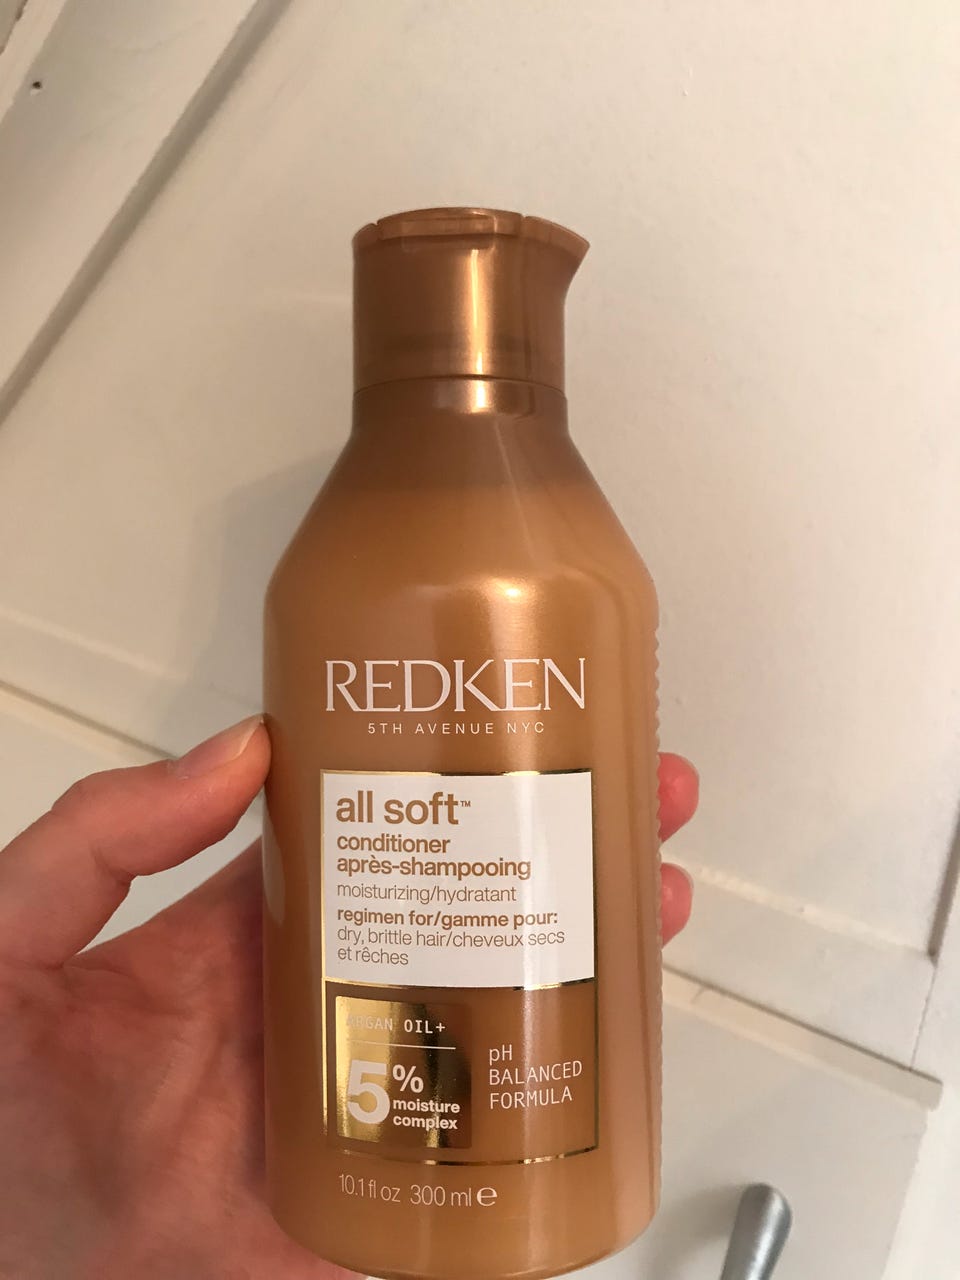 REDKEN
5TH AVENUE NYC
all soft™
conditioner
après-shampooing
moisturizing/hydratant
regimen for/gamme pour:
dry, brittle hair/cheveux secs
et rêches
ARGAN OIL+
5%
moisture
complex
pH
BALANCED
FORMULA
10.1 fl oz 300 ml e